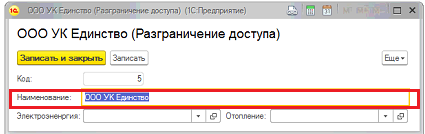 ООО УК Единство (Разграничение доступа) (1С:Предприятие)
ООО УК Единство (Разграничение доступа)
Записать и закрыть Записать Еще
Код: 5
Наименование: ООО УК Единство
Электроэнергия: Отопление: